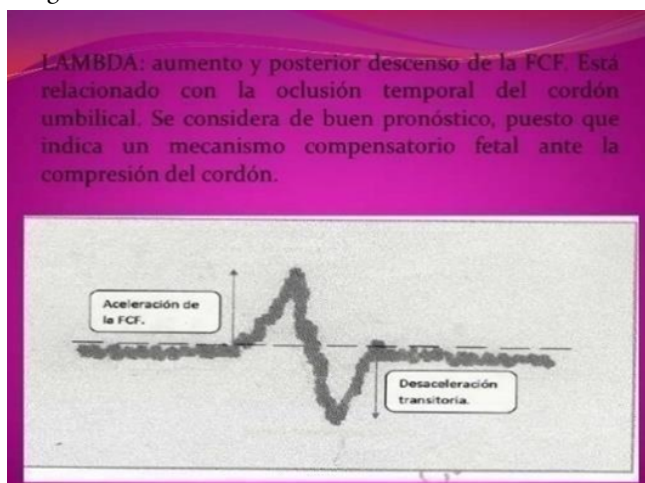 LAMBDA: aumento y posterior descenso de la FCF. Está
relacionado con la oclusión temporal del cordón
umbilical. Se considera de buen pronóstico, puesto que
indica un mecanismo compensatorio fetal ante la
compresión del cordón.
Aceleración de
la FCF.
Desaceleración
transitoria.